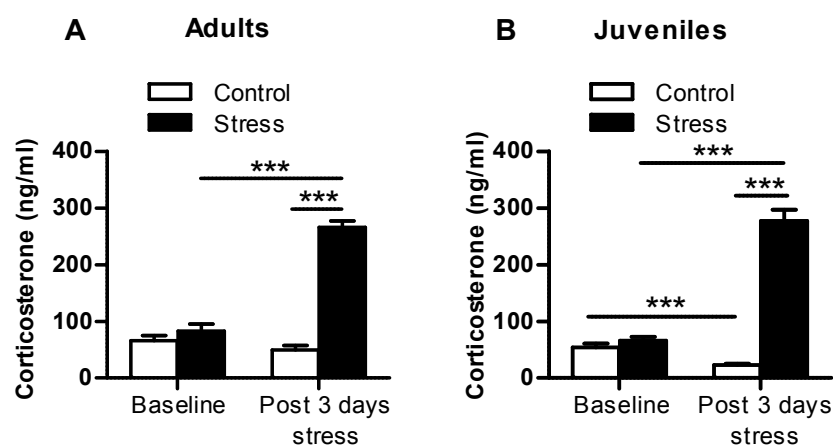 A Adults
Control
Stress
Corticosterone (ng/ml)
400
300
200
100
0
***
***
Baseline
Post 3 days
stress
B Juveniles
Control
Stress
Corticosterone (ng/ml)
400
300
200
100
0
***
***
***
Baseline
Post 3 days
stress